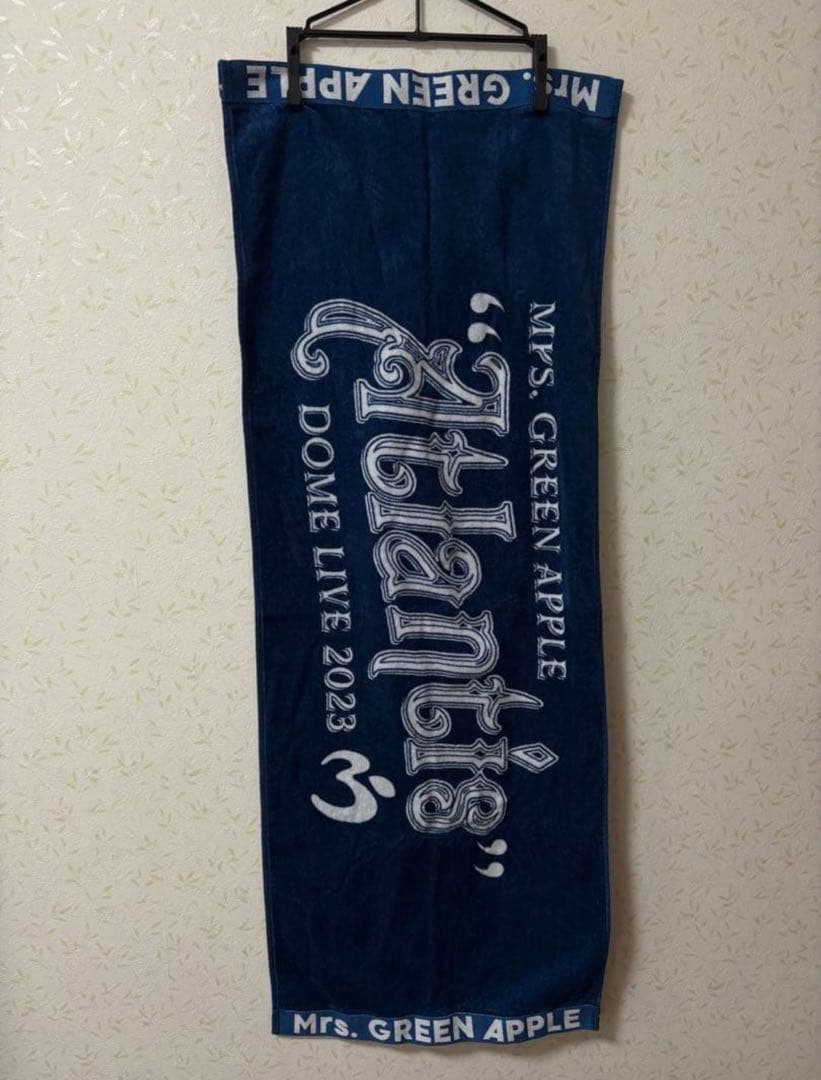 Mrs. GREEN APPLE
MRS. GREEN APPLE
“Atlantis”
DOME LIVE 2023
Mrs. GREEN APPLE